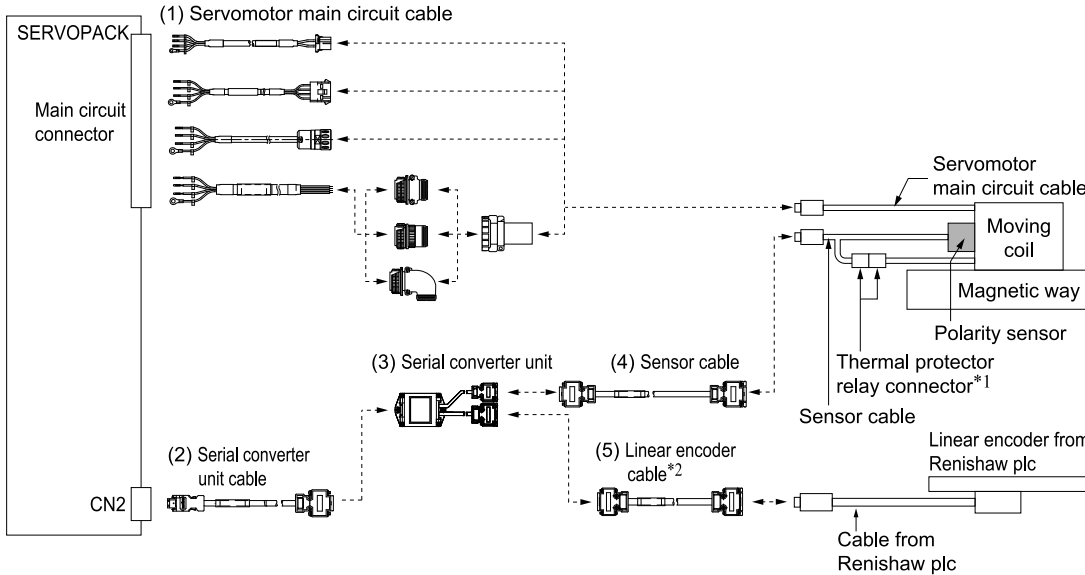 (1) Servomotor main circuit cable
SERVOPACK
Main circuit
connector
Servomotor
main circuit cable
Moving
coil
Magnetic way
Polarity sensor
Thermal protector
relay connector*1
Sensor cable
(3) Serial converter unit
(4) Sensor cable
(2) Serial converter
unit cable
(5) Linear encoder
cable*2
Linear encoder from
Renishaw plc
CN2
Cable from
Renishaw plc